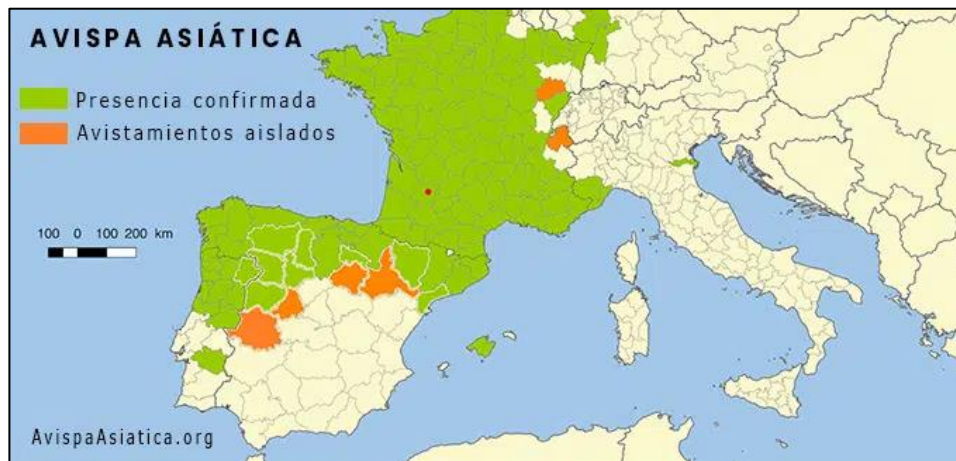 AVISPA ASIÁTICA
Presencia confirmada
Avistamientos aislados
100 0 100 200 km
AvispaAsiatica.org